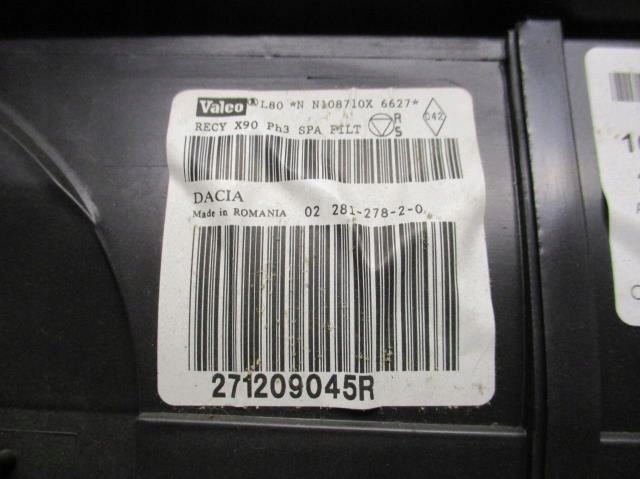 Valeo ®L80 *N N108710X 6627*
RECY X90 Ph3 SPA FILT R S 042
DACIA
Made in ROMANIA 02 281-278-2-0
271209045R